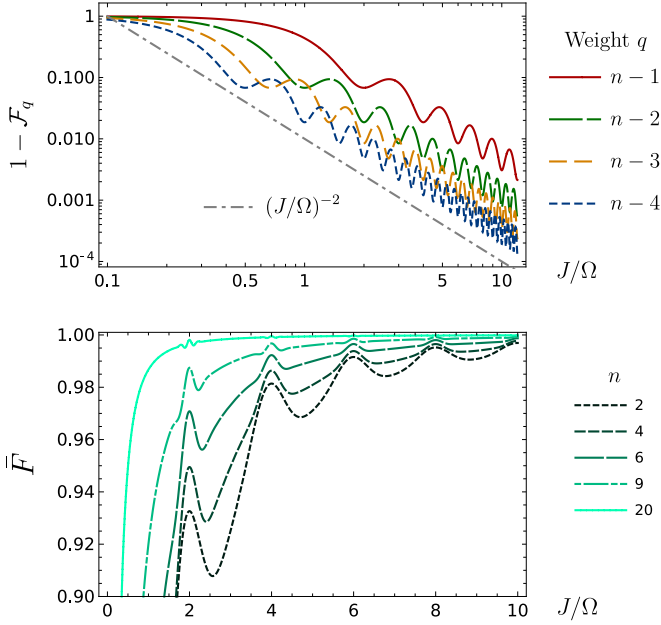 1
0.100
0.010
0.001
10⁻⁴
1 − 𝓕_q
(J/Ω)⁻²
0.1 0.5 1 5 10
J/Ω
Weight q
n − 1
n − 2
n − 3
n − 4
1.00
0.98
0.96
0.94
0.92
0.90
F̄
0 2 4 6 8 10
J/Ω
n
2
4
6
9
20